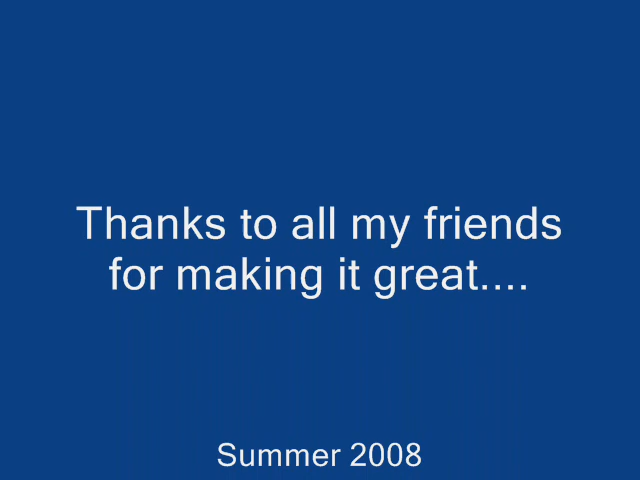 Thanks to all my friends
for making it great....
Summer 2008